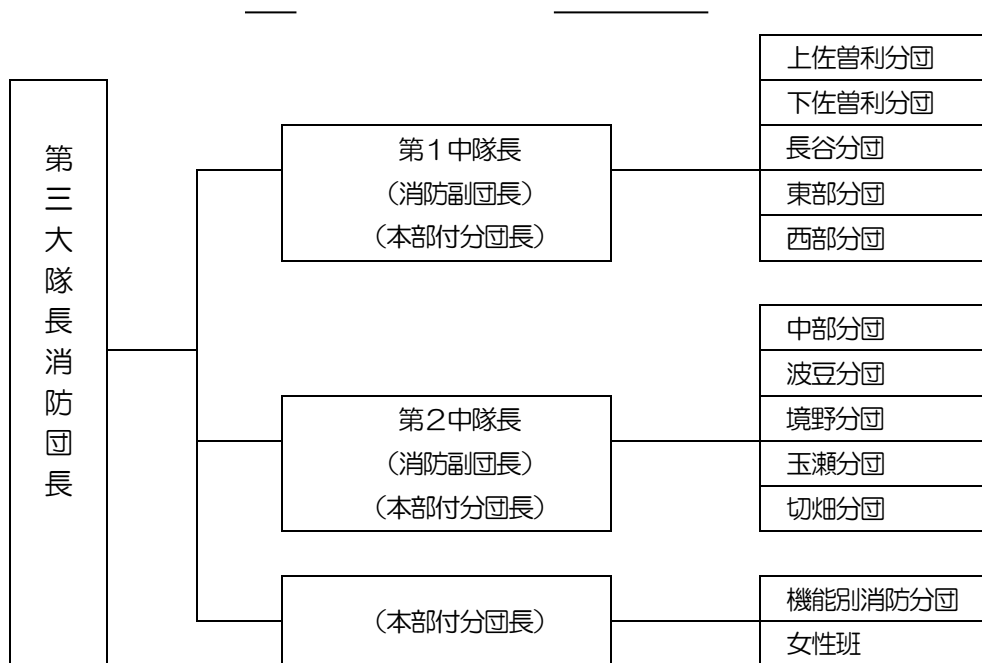 第三大隊長消防団長
第１中隊長
（消防副団長）
（本部付分団長）
上佐曽利分団
下佐曽利分団
長谷分団
東部分団
西部分団
第２中隊長
（消防副団長）
（本部付分団長）
中部分団
波豆分団
境野分団
玉瀬分団
切畑分団
（本部付分団長）
機能別消防分団
女性班